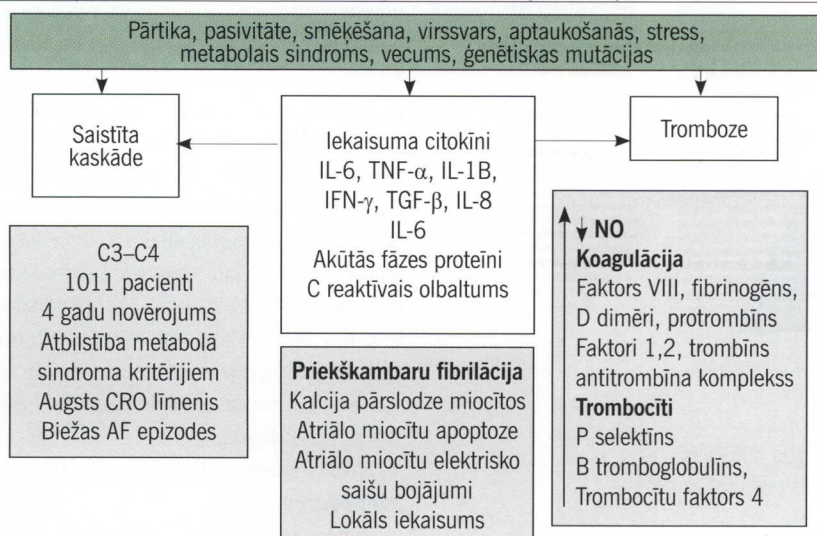 Pārtika, pasivitāte, smēķēšana, virssvars, aptaukošanās, stress,
metabolais sindroms, vecums, ģenētiskas mutācijas
Saistīta
kaskāde
Iekaisuma citokīni
IL-6, TNF-α, IL-1B,
IFN-γ, TGF-β, IL-8
IL-6
Akūtās fāzes proteīni
C reaktīvais olbaltums
Tromboze
C3–C4
1011 pacienti
4 gadu novērojums
Atbilstība metabolā
sindroma kritērijiem
Augsts CRO līmenis
Biežas AF epizodes
Priekškambaru fibrilācija
Kalcija pārslodze miocītos
Atriālo miocītu apoptoze
Atriālo miocītu elektrisko
saišu bojājumi
Lokāls iekaisums
↓ NO
Koagulācija
Faktors VIII, fibrinogēns,
D dimēri, protrombīns
Faktori 1,2, trombīns
antitrombīna komplekss
Trombocīti
P selektīns
B tromboglobulīns,
Trombocītu faktors 4